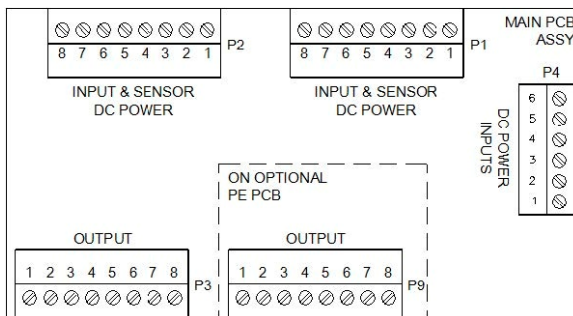 8 7 6 5 4 3 2 1 P2
INPUT & SENSOR
DC POWER
8 7 6 5 4 3 2 1 P1
INPUT & SENSOR
DC POWER
MAIN PCB
ASSY
P4
6
5
4
3
2
1
DC POWER
INPUTS
ON OPTIONAL
PE PCB
OUTPUT
1 2 3 4 5 6 7 8
P3
OUTPUT
1 2 3 4 5 6 7 8
P9